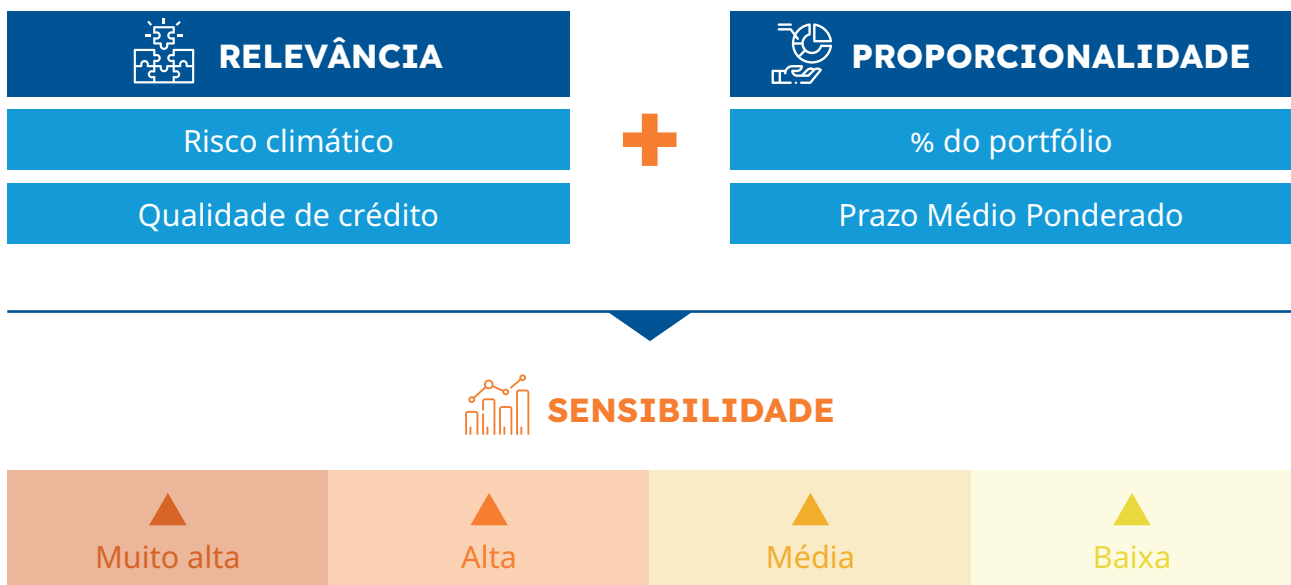 RELEVÂNCIA
Risco climático
Qualidade de crédito
PROPORCIONALIDADE
% do portfólio
Prazo Médio Ponderado
SENSIBILIDADE
Muito alta
Alta
Média
Baixa